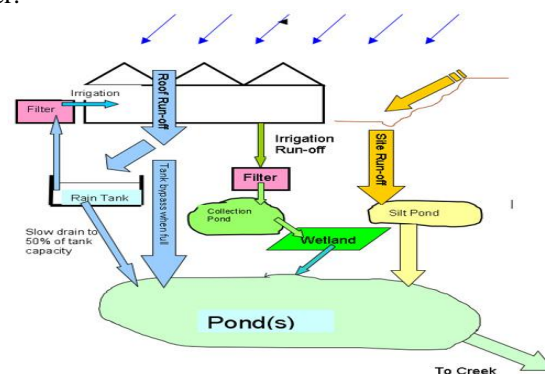 er.
Irrigation
Filter
Roof Run-off
Irrigation
Run-off
Site Run-off
Filter
Tank bypass when full
Rain Tank
Collection
Pond
Silt Pond
Slow drain to
50% of tank
capacity
Wetland
Pond(s)
To Creek